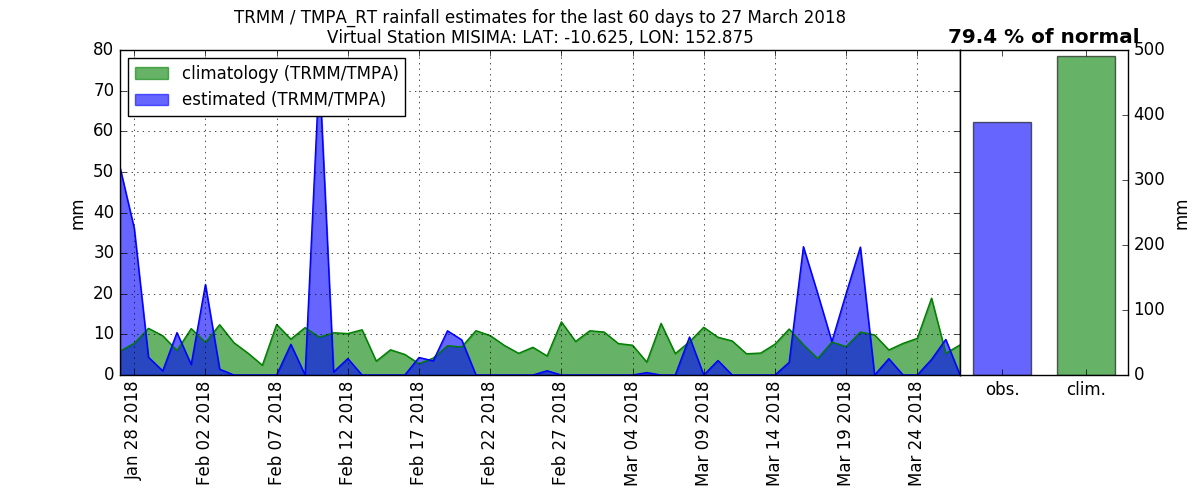 TRMM / TMPA_RT rainfall estimates for the last 60 days to 27 March 2018
Virtual Station MISIMA: LAT: -10.625, LON: 152.875
79.4 % of normal
climatology (TRMM/TMPA)
estimated (TRMM/TMPA)
80
70
60
50
40
30
20
10
0
mm
500
400
300
200
100
0
mm
obs.
clim.
Jan 28 2018
Feb 02 2018
Feb 07 2018
Feb 12 2018
Feb 17 2018
Feb 22 2018
Feb 27 2018
Mar 04 2018
Mar 09 2018
Mar 14 2018
Mar 19 2018
Mar 24 2018